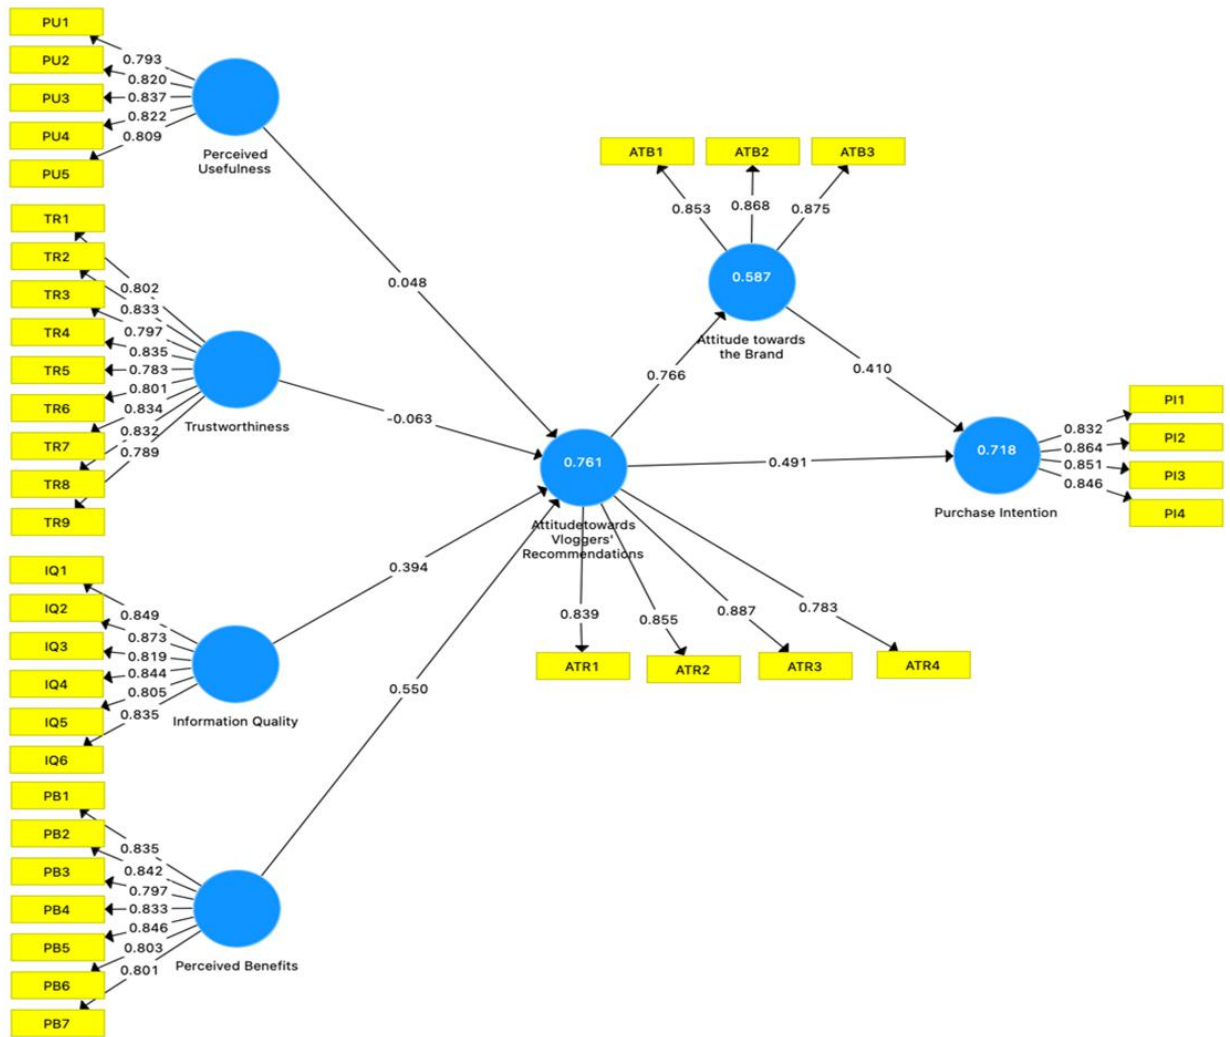 PU1
PU2
PU3
PU4
PU5
0.793
0.820
0.837
0.822
0.809
Perceived
Usefulness
TR1
TR2
TR3
TR4
TR5
TR6
TR7
TR8
TR9
0.802
0.833
0.797
0.835
0.783
0.801
0.834
0.832
0.789
Trustworthiness
IQ1
IQ2
IQ3
IQ4
IQ5
IQ6
0.849
0.873
0.819
0.844
0.805
0.835
Information Quality
PB1
PB2
PB3
PB4
PB5
PB6
PB7
0.835
0.842
0.797
0.833
0.846
0.803
0.801
Perceived Benefits
0.048
-0.063
0.394
0.550
0.761
Attitudetowards
Vloggers'
Recommendations
0.839
0.855
0.887
0.783
ATR1
ATR2
ATR3
ATR4
0.766
ATB1
ATB2
ATB3
0.853
0.868
0.875
0.587
Attitude towards
the Brand
0.410
0.491
0.718
Purchase Intention
0.832
0.864
0.851
0.846
PI1
PI2
PI3
PI4